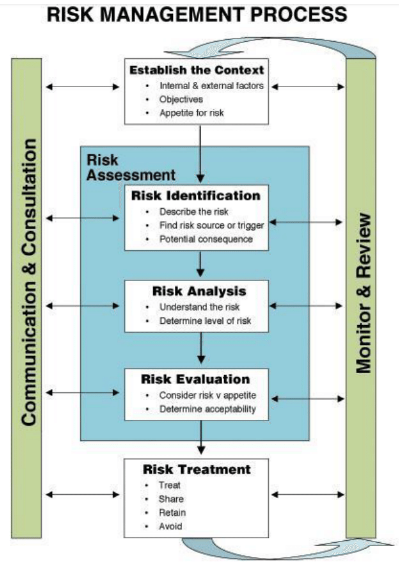 RISK MANAGEMENT PROCESS
Establish the Context
• Internal & external factors
• Objectives
• Appetite for risk
Communication & Consultation
Monitor & Review
Risk
Assessment
Risk Identification
• Describe the risk
• Find risk source or trigger
• Potential consequence
Risk Analysis
• Understand the risk
• Determine level of risk
Risk Evaluation
• Consider risk v appetite
• Determine acceptability
Risk Treatment
• Treat
• Share
• Retain
• Avoid